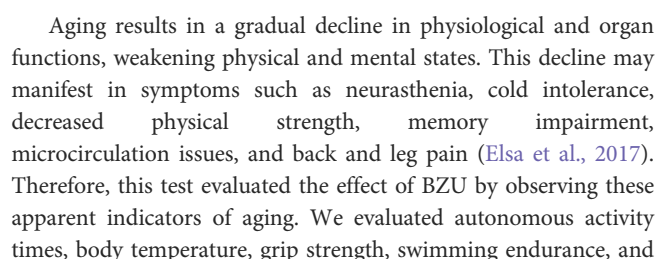 Aging results in a gradual decline in physiological and organ
functions, weakening physical and mental states. This decline may
manifest in symptoms such as neurasthenia, cold intolerance,
decreased physical strength, memory impairment,
microcirculation issues, and back and leg pain (Elsa et al., 2017).
Therefore, this test evaluated the effect of BZU by observing these
apparent indicators of aging. We evaluated autonomous activity
times, body temperature, grip strength, swimming endurance, and